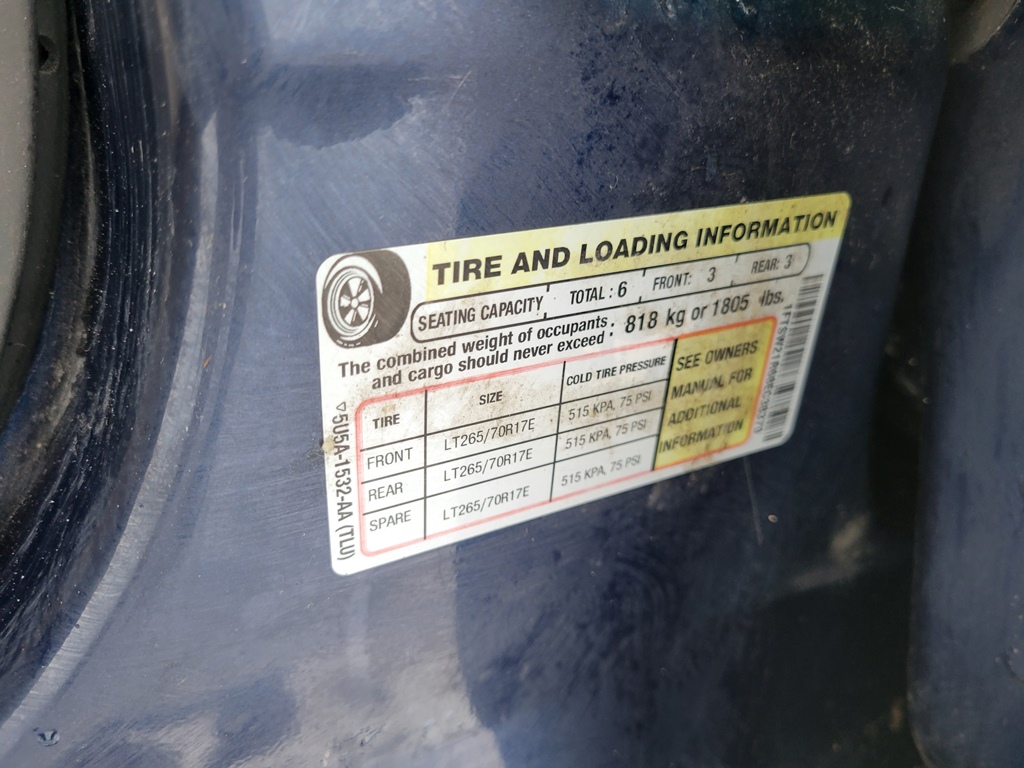 TIRE AND LOADING INFORMATION
SEATING CAPACITY TOTAL : 6 FRONT: 3 REAR: 3
The combined weight of occupants : 818 kg or 1805 lbs.
and cargo should never exceed :
TIRE SIZE COLD TIRE PRESSURE
FRONT LT265/70R17E 515 KPA, 75 PSI
REAR LT265/70R17E 515 KPA, 75 PSI
SPARE LT265/70R17E 515 KPA, 75 PSI
SEE OWNERS
MANUAL FOR
ADDITIONAL
INFORMATION
5U5A-1532-AA (TLU)